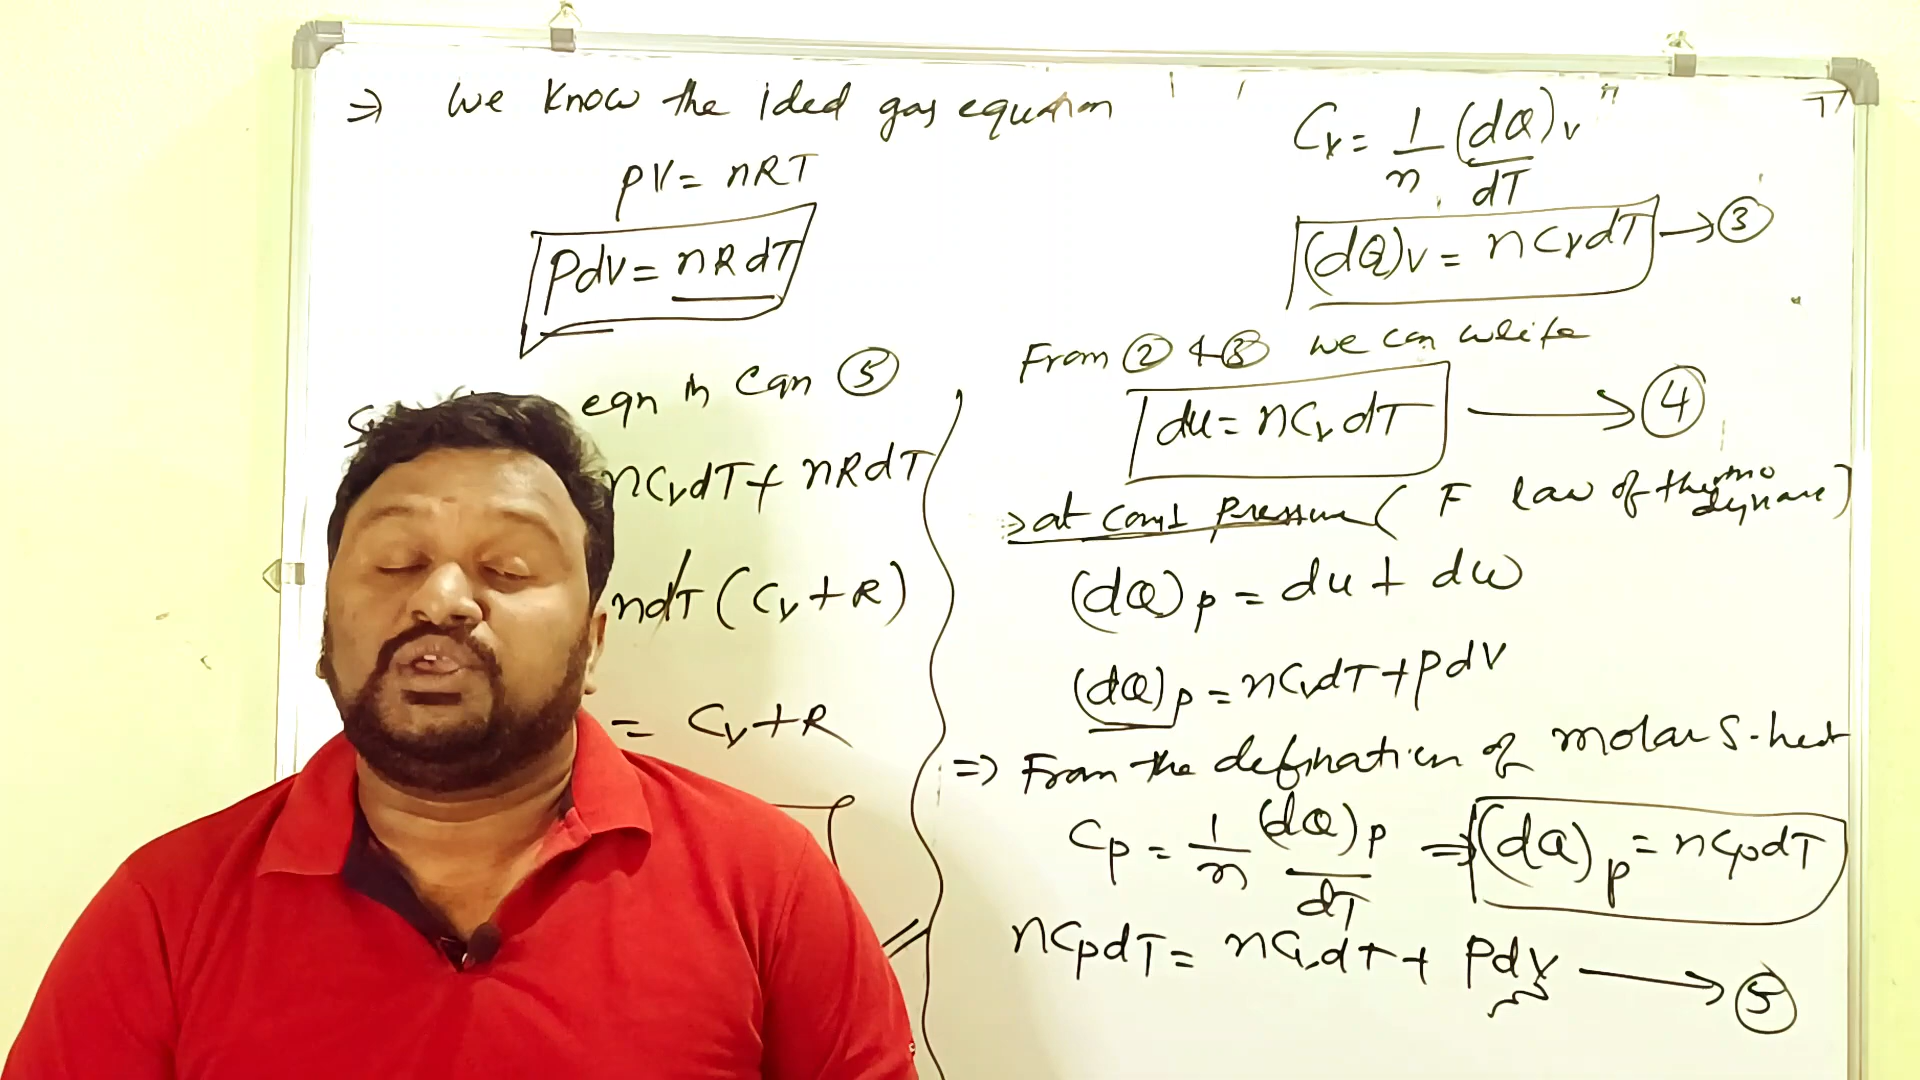 ⇒ We know the ideal gas equation
PV = nRT
Pdv = nRdT
eqn in eqn ⑤
nCvdT + nRdT
ndT (Cv + R)
= Cv + R
Cv = 1/n (dQ)v/dT
(dQ)v = nCvdT → ③
From ② & ③ we can write
du = nCvdT → ④
⇒ at const pressure ( F law of thermo dynamic)
(dQ)p = du + dw
(dQ)p = nCvdT + pdv
⇒ From the defination of molar S.heat
Cp = 1/n (dQ)p/dT ⇒ (dQ)p = nCpdT
nCpdT = nCvdT + Pdv → ⑤